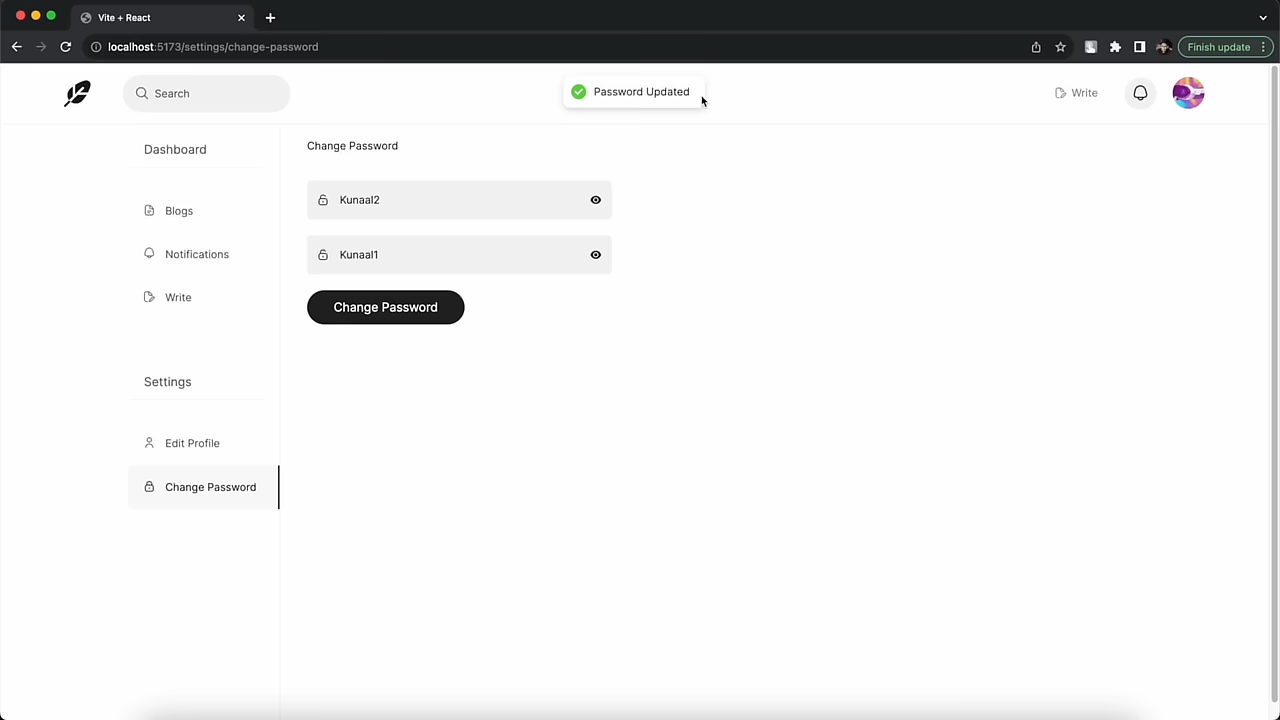 Vite + React
localhost:5173/settings/change-password
Finish update
Search
Password Updated
Write
Dashboard
Change Password
Blogs
Kunaal2
Notifications
Kunaal1
Write
Change Password
Settings
Edit Profile
Change Password